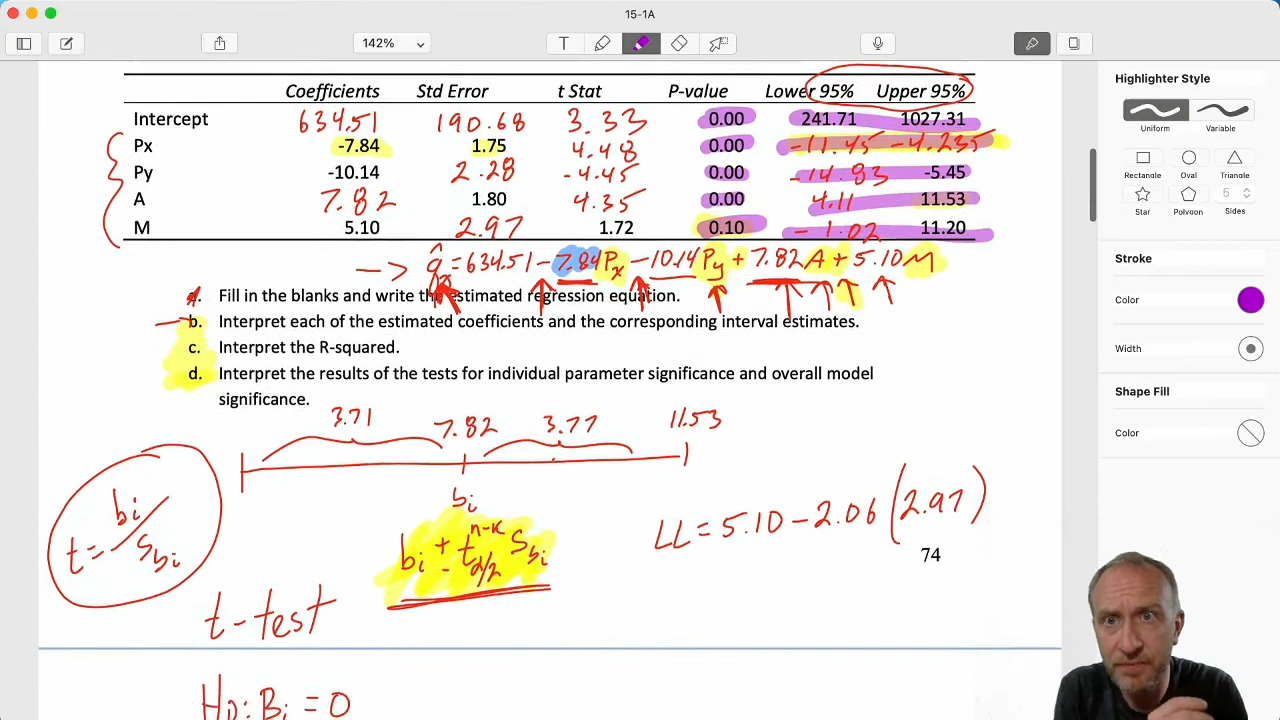 15-1A
142%
T
Highlighter Style
Uniform Variable
Rectangle Oval Triangle
5
Star Polygon Sides
Stroke
Color
Width
Shape Fill
Color
Coefficients Std Error t Stat P-value Lower 95% Upper 95%
Intercept 634.51 190.68 3.33 0.00 241.71 1027.31
Px -7.84 1.75 4.48 0.00 -11.45 -4.235
Py -10.14 2.28 -4.45 0.00 -14.83 -5.45
A 7.82 1.80 4.35 0.00 4.11 11.53
M 5.10 2.97 1.72 0.10 -1.02 11.20
—> q̂ = 634.51 - 7.84Px - 10.14Py + 7.82A + 5.10M
a. Fill in the blanks and write the estimated regression equation.
b. Interpret each of the estimated coefficients and the corresponding interval estimates.
c. Interpret the R-squared.
d. Interpret the results of the tests for individual parameter significance and overall model
significance.
3.71 7.82 3.77 11.53
bi
t = bi/Sbi
bi ± t n-k α/2 Sbi
LL = 5.10 - 2.06 (2.97)
74
t-test
H0: Bi = 0